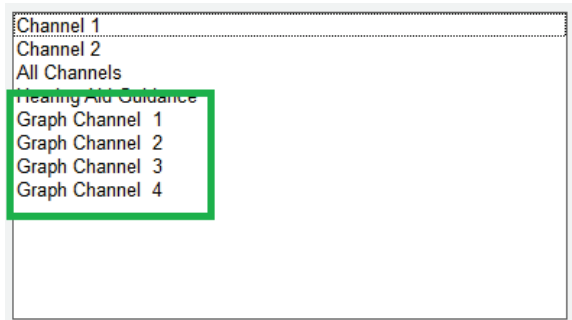 Channel 1
Channel 2
All Channels
Hearing Aid Guidance
Graph Channel  1
Graph Channel  2
Graph Channel  3
Graph Channel  4